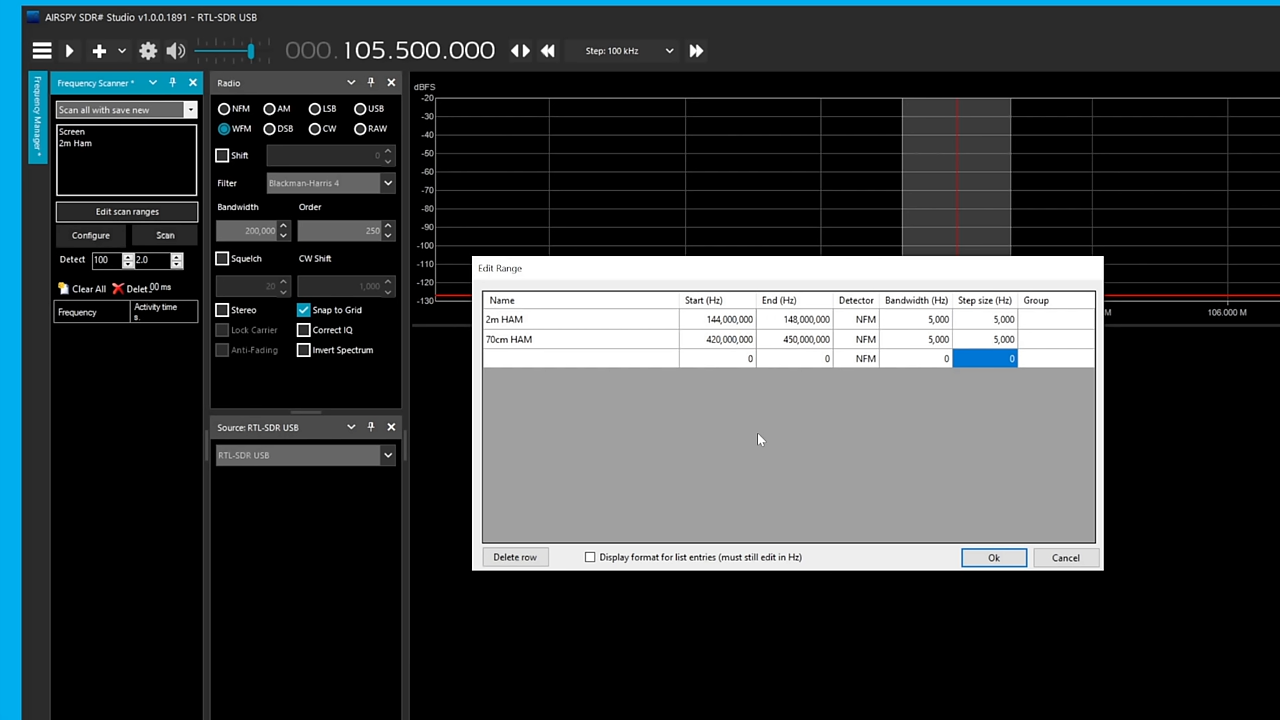 AIRSPY SDR# Studio v1.0.0.1891 - RTL-SDR USB
000.105.500.000
Step: 100 kHz
Frequency Manager *
Frequency Scanner *
Scan all with save new
Screen
2m Ham
Edit scan ranges
Configure
Scan
Detect
100
2.0
Clear All
Delet
00 ms
Frequency
Activity time
s.
Radio
NFM
AM
LSB
USB
WFM
DSB
CW
RAW
Shift
0
Filter
Blackman-Harris 4
Bandwidth
Order
200,000
250
Squelch
CW Shift
20
1,000
Stereo
Snap to Grid
Lock Carrier
Correct IQ
Anti-Fading
Invert Spectrum
Source: RTL-SDR USB
RTL-SDR USB
dBFS
-20
-30
-40
-50
-60
-70
-80
-90
-100
-110
-120
-130
M
106.000 M
Edit Range
Name Start (Hz) End (Hz) Detector Bandwidth (Hz) Step size (Hz) Group
2m HAM 144,000,000 148,000,000 NFM 5,000 5,000
70cm HAM 420,000,000 450,000,000 NFM 5,000 5,000
0 0 NFM 0 0
Delete row
Display format for list entries (must still edit in Hz)
Ok
Cancel